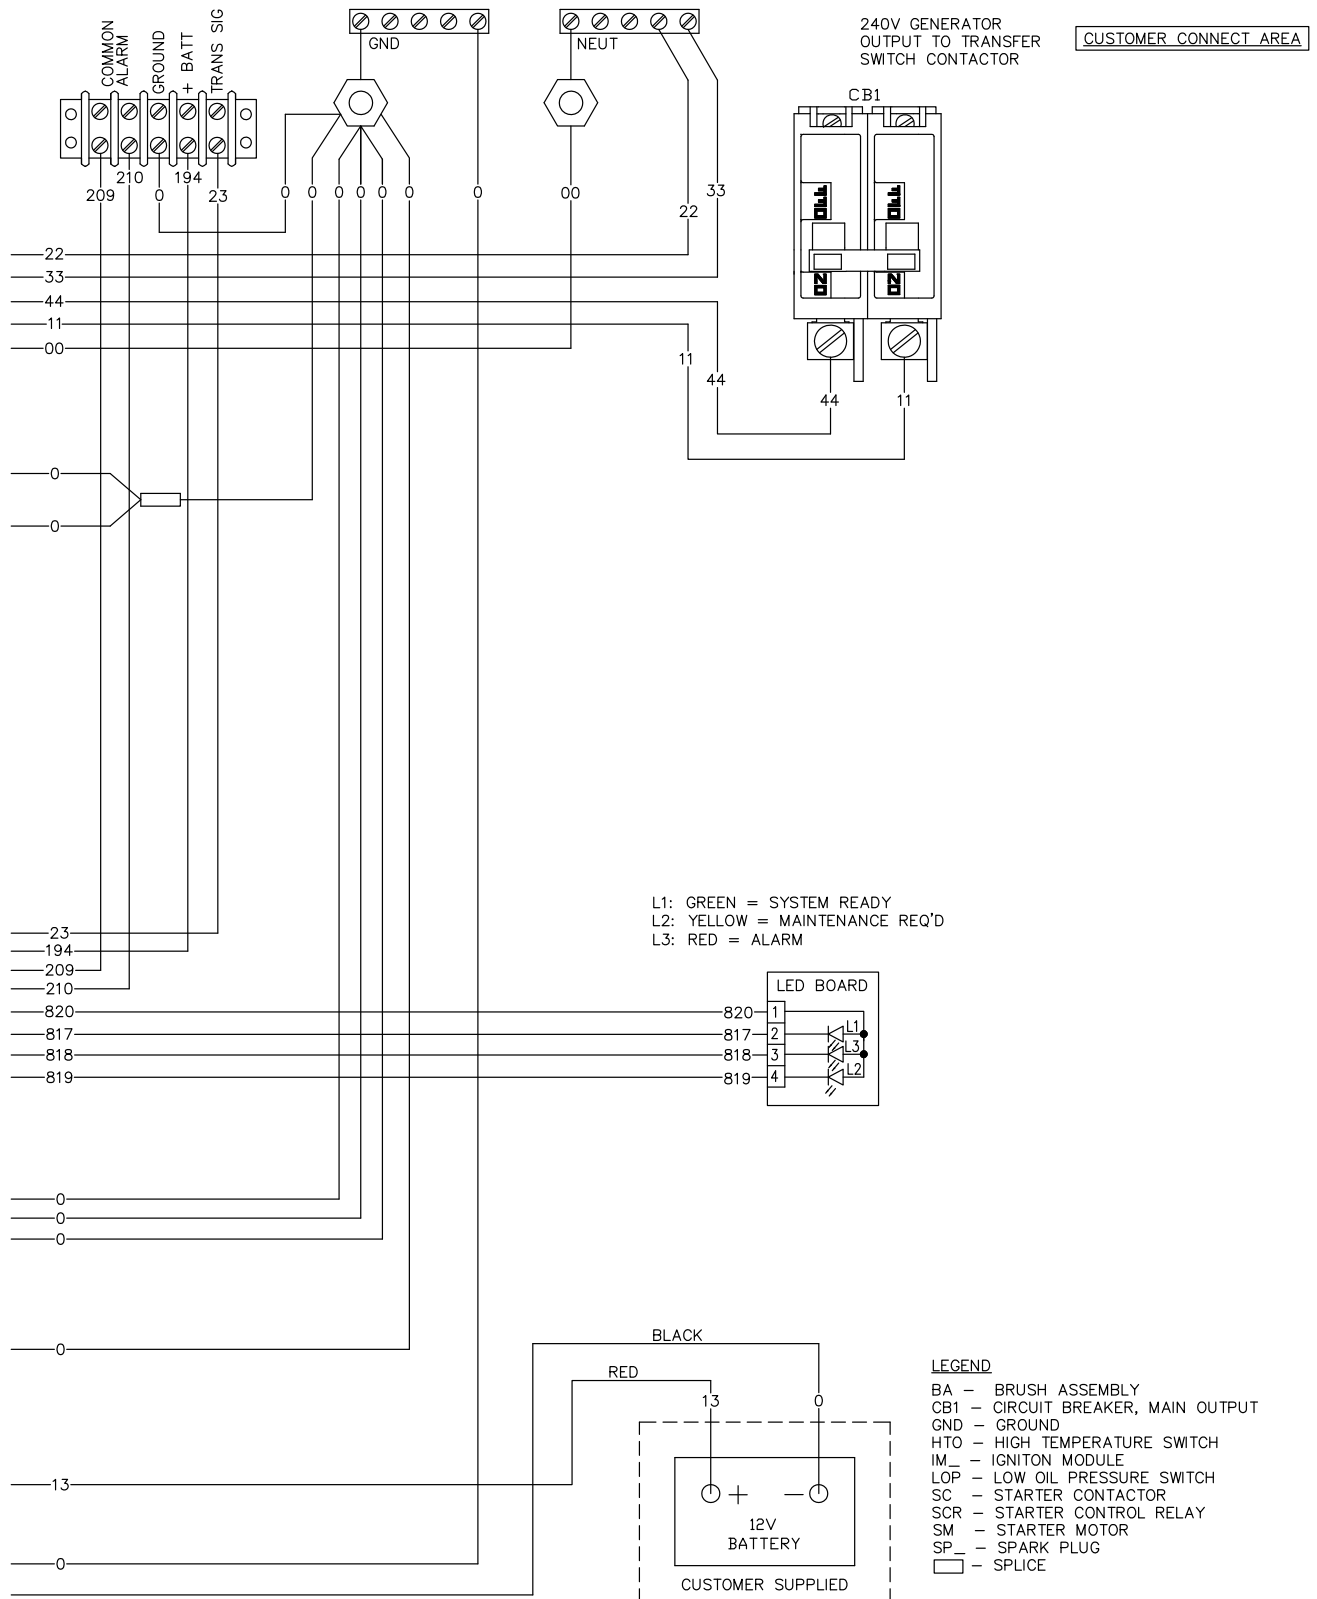 COMMON
ALARM
GROUND
+ BATT
TRANS SIG
GND
NEUT
240V GENERATOR
OUTPUT TO TRANSFER
SWITCH CONTACTOR
CUSTOMER CONNECT AREA
CB1
209
210
0
194
23
0
0
0
0
0
0
0
00
22
33
22
33
44
11
00
11
44
44
11
0
0
L1: GREEN = SYSTEM READY
L2: YELLOW = MAINTENANCE REQ'D
L3: RED = ALARM
23
194
209
210
820
817
818
819
LED BOARD
820 1
817 2 L1
818 3 L3
819 4 L2
0
0
0
0
BLACK
RED
13
0
13
0
+ −
12V
BATTERY
CUSTOMER SUPPLIED
LEGEND
BA − BRUSH ASSEMBLY
CB1 − CIRCUIT BREAKER, MAIN OUTPUT
GND − GROUND
HTO − HIGH TEMPERATURE SWITCH
IM_ − IGNITON MODULE
LOP − LOW OIL PRESSURE SWITCH
SC − STARTER CONTACTOR
SCR − STARTER CONTROL RELAY
SM − STARTER MOTOR
SP_ − SPARK PLUG
− SPLICE